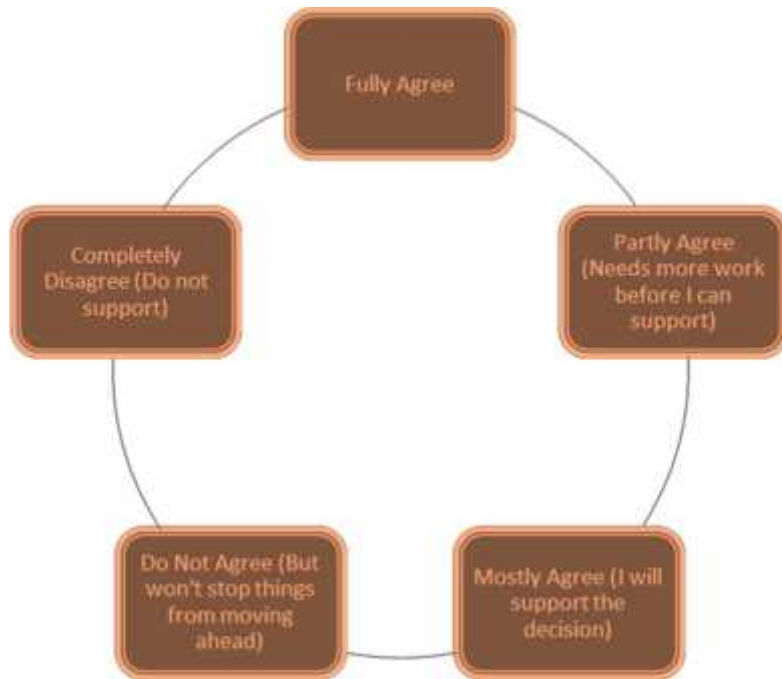 Fully Agree
Partly Agree
(Needs more work
before I can
support)
Mostly Agree (I will
support the
decision)
Do Not Agree (But
won't stop things
from moving
ahead)
Completely
Disagree (Do not
support)